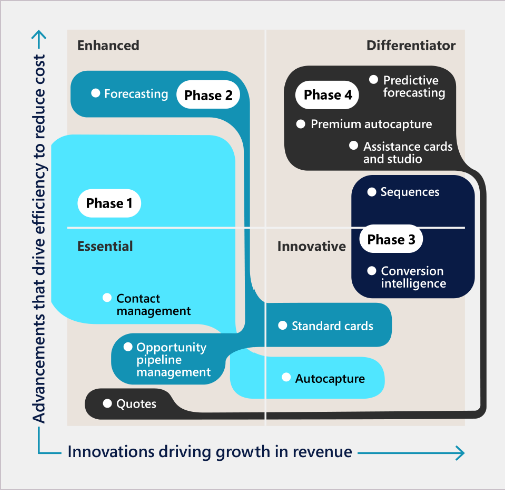 Advancements that drive efficiency to reduce cost
Enhanced
Differentiator
Forecasting
Phase 2
Phase 4
Predictive
forecasting
Premium autocapture
Assistance cards
and studio
Phase 1
Sequences
Essential
Innovative
Phase 3
Conversion
intelligence
Contact
management
Standard cards
Opportunity
pipeline
management
Autocapture
Quotes
Innovations driving growth in revenue